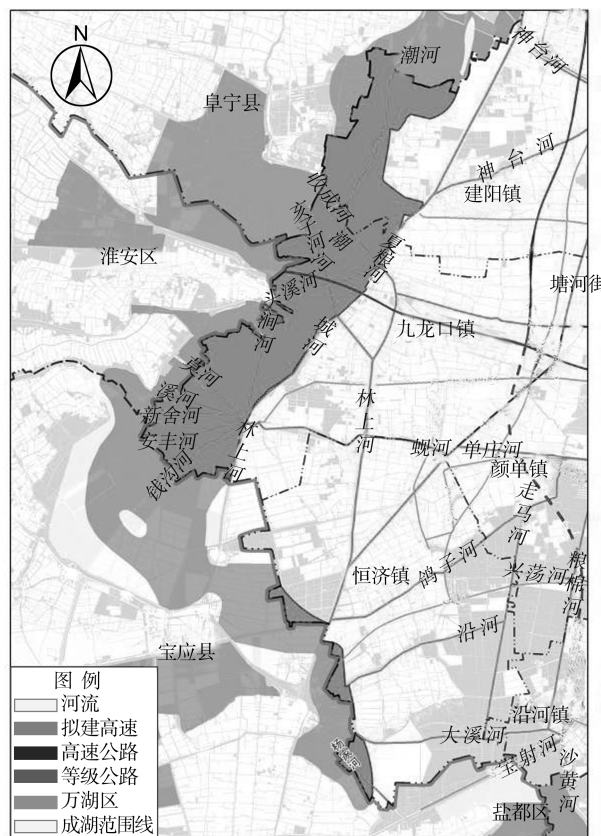 N
潮河
神台河
阜宁县
神台河
建阳镇
收成河
亥子河
潮河
夏粮河
淮安区
塘河街
头溪河
涧河
城河
九龙口镇
莫河
溪河
新舍河
安丰河
钱沟河
林上河
林上河
蚬河
单庄河
颜单镇
走马河
恒济镇
鸽子河
兴荡河
粮棉河
沿河
宝应县
沿河镇
大溪河
宝射河
沙黄河
盐都区
图 例
河流
拟建高速
高速公路
等级公路
万湖区
成湖范围线